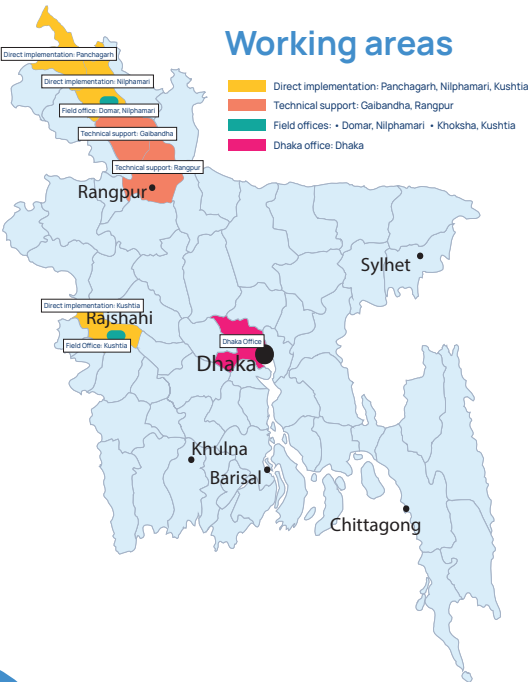 Working areas
Direct implementation: Panchagarh, Nilphamari, Kushtia
Technical support: Gaibandha, Rangpur
Field offices: • Domar, Nilphamari • Khoksha, Kushtia
Dhaka office: Dhaka
Direct implementation: Panchagarh
Direct implementation: Nilphamari
Field office: Domar, Nilphamari
Technical support: Gaibandha
Technical support: Rangpur
Rangpur
Sylhet
Direct implementation: Kushtia
Rajshahi
Field Office: Kushtia
Dhaka Office
Dhaka
Khulna
Barisal
Chittagong